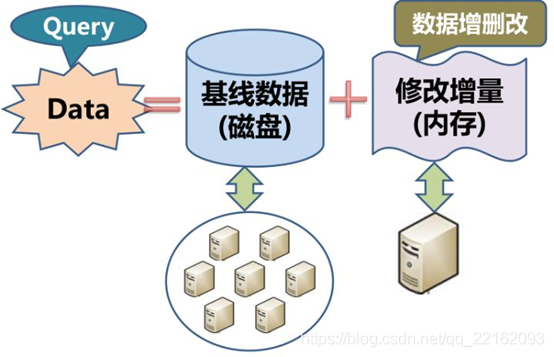 Query
数据增删改
Data
基线数据
(磁盘)
修改增量
(内存)
https://blog.csdn.net/qq_22162093